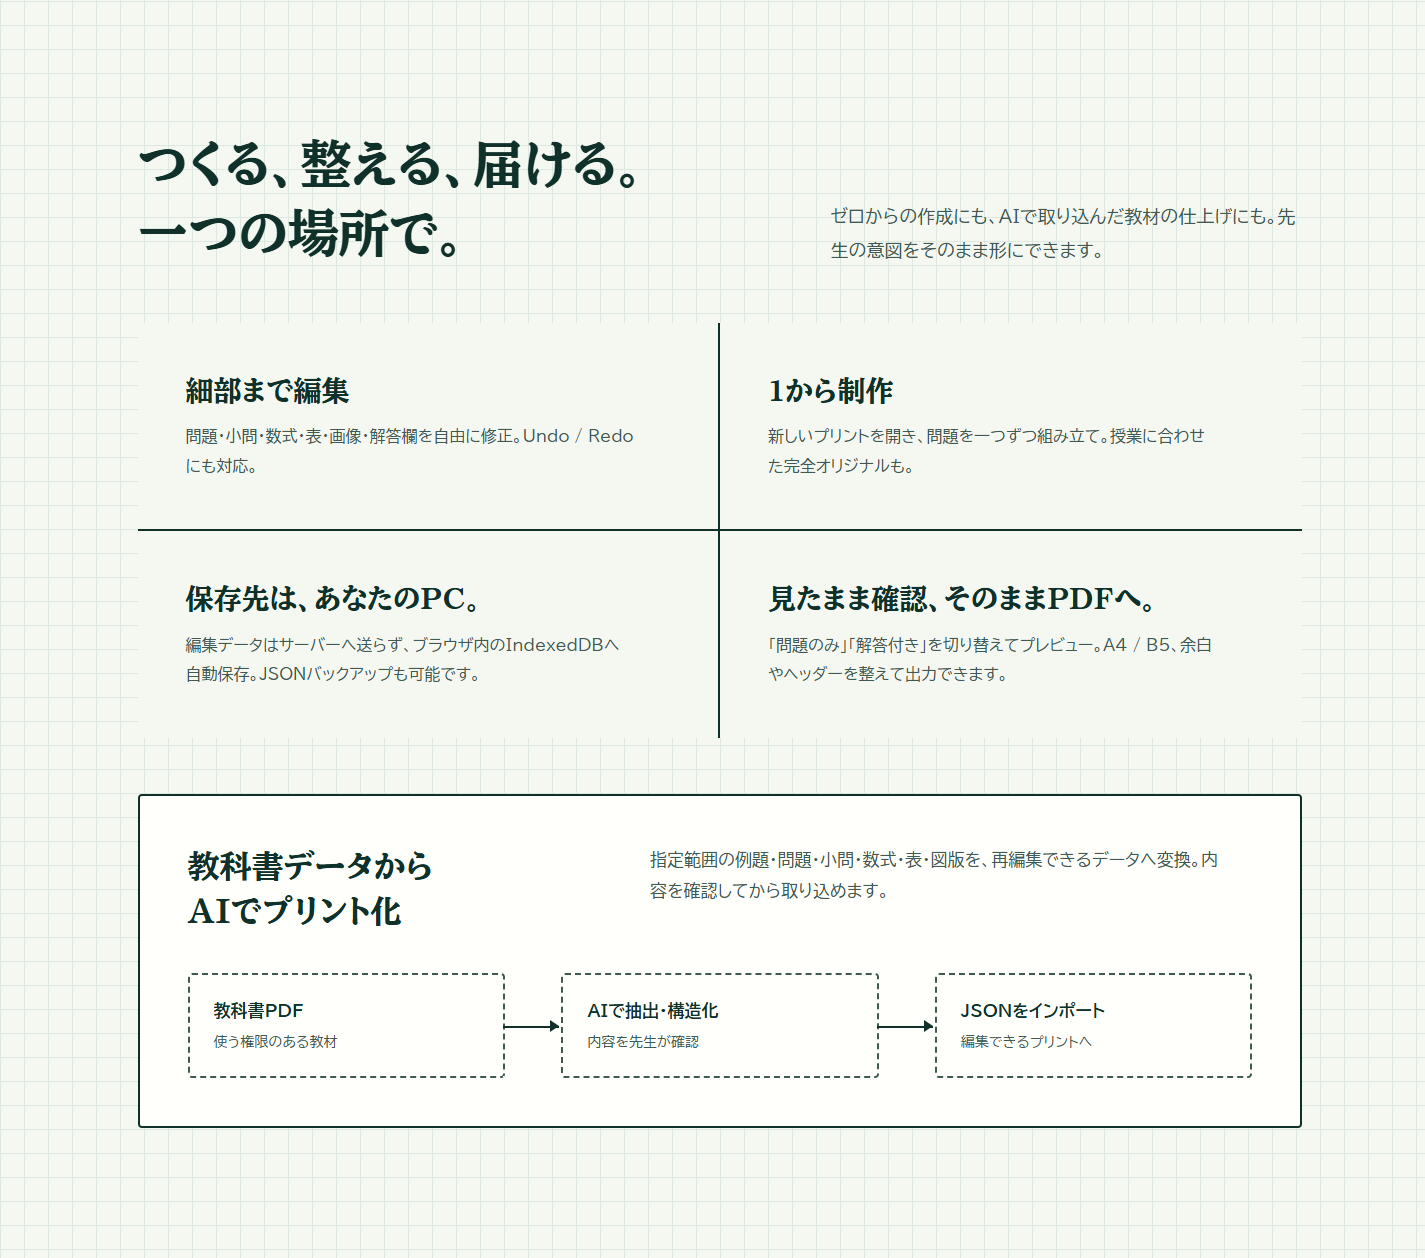 つくる、整える、届ける。
一つの場所で。
ゼロからの作成にも、AIで取り込んだ教材の仕上げにも。先
生の意図をそのまま形にできます。
細部まで編集
問題・小問・数式・表・画像・解答欄を自由に修正。Undo / Redo
にも対応。
1から制作
新しいプリントを開き、問題を一つずつ組み立て。授業に合わせ
た完全オリジナルも。
保存先は、あなたのPC。
編集データはサーバーへ送らず、ブラウザ内のIndexedDBへ
自動保存。JSONバックアップも可能です。
見たまま確認、そのままPDFへ。
「問題のみ」「解答付き」を切り替えてプレビュー。A4 / B5、余白
やヘッダーを整えて出力できます。
教科書データから
AIでプリント化
指定範囲の例題・問題・小問・数式・表・図版を、再編集できるデータへ変換。内
容を確認してから取り込めます。
教科書PDF
使う権限のある教材
AIで抽出・構造化
内容を先生が確認
JSONをインポート
編集できるプリントへ